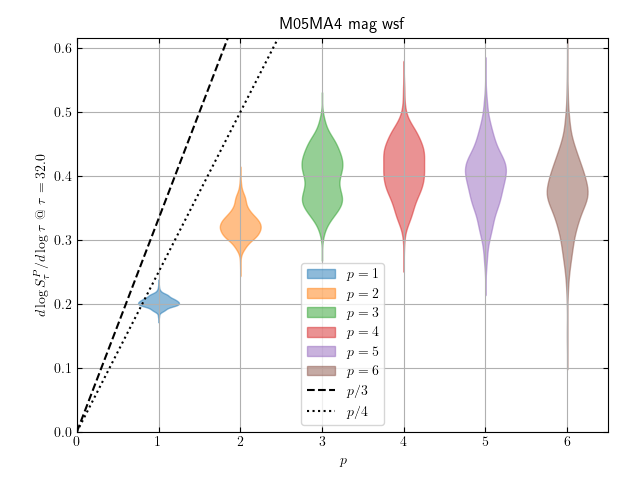 M05MA4 mag wsf
0.6
0.5
0.4
0.3
0.2
0.1
0.0
d log S_τ^P / d log τ @ τ = 32.0
p = 1
p = 2
p = 3
p = 4
p = 5
p = 6
p/3
p/4
0 1 2 3 4 5 6
p